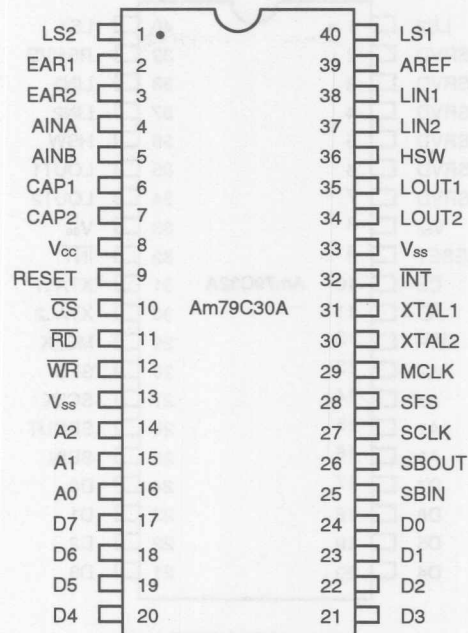 LS2 40 LS1
EAR1 2 39 AREF
EAR2 3 38 LIN1
AINA 4 37 LIN2
AINB 5 36 HSW
CAP1 6 35 LOUT1
CAP2 7 34 LOUT2
Vcc 8 33 Vss
RESET 9 32 INT
CS 10 Am79C30A 31 XTAL1
RD 11 30 XTAL2
WR 12 29 MCLK
Vss 13 28 SFS
A2 14 27 SCLK
A1 15 26 SBOUT
A0 16 25 SBIN
D7 17 24 D0
D6 18 23 D1
D5 19 22 D2
D4 20 21 D3